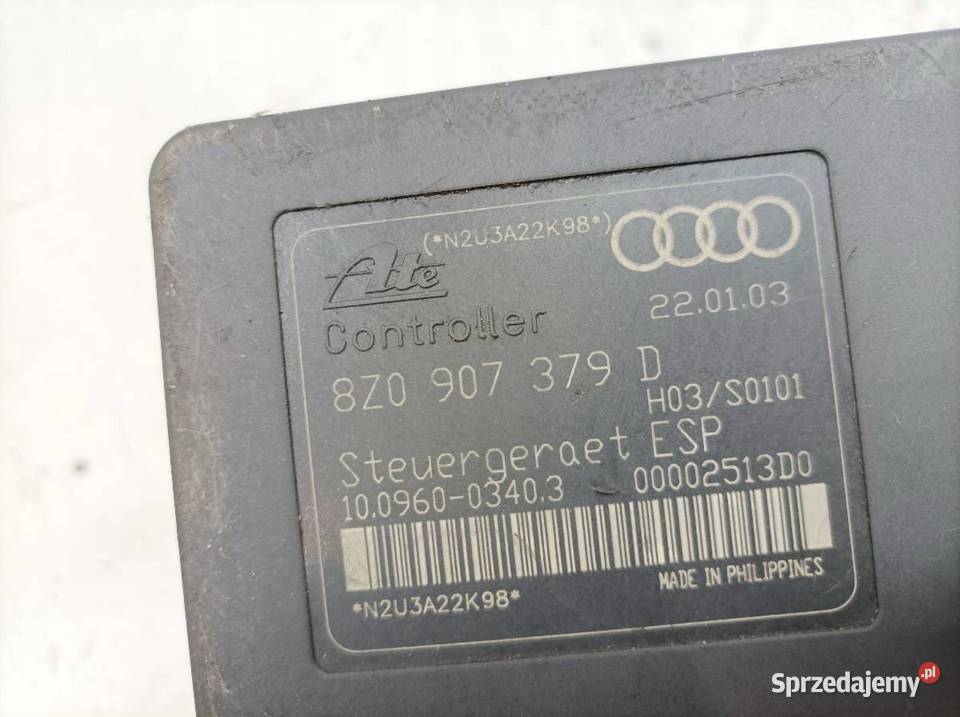 (*N2U3A22K98*)
Ate
22.01.03
Controller
8Z0 907 379 D
H03/S0101
Steuergeraet ESP
10.0960-0340.3 00002513D0
MADE IN PHILIPPINES
*N2U3A22K98*
Sprzedajemy.pl